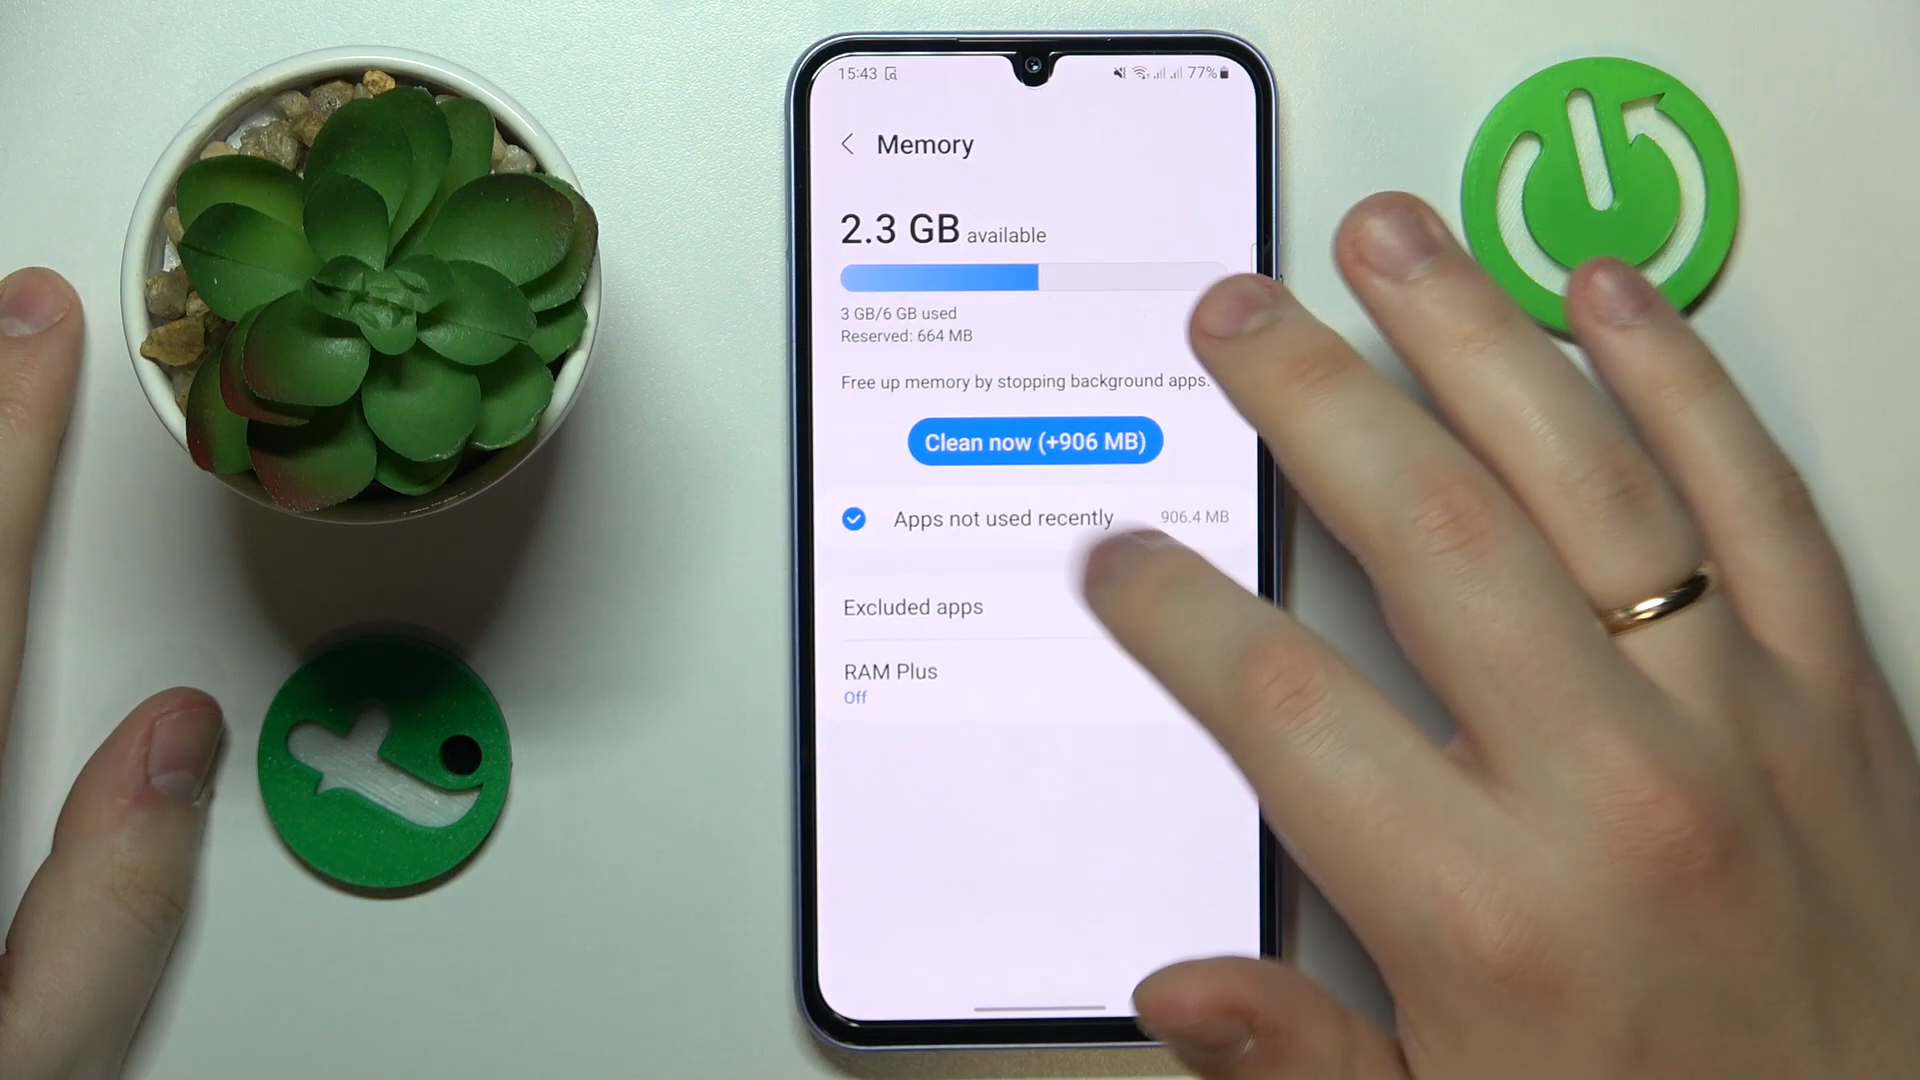 15:43
77%
Memory
2.3 GB available
3 GB/6 GB used
Reserved: 664 MB
Free up memory by stopping background apps.
Clean now (+906 MB)
Apps not used recently 906.4 MB
Excluded apps
RAM Plus
Off